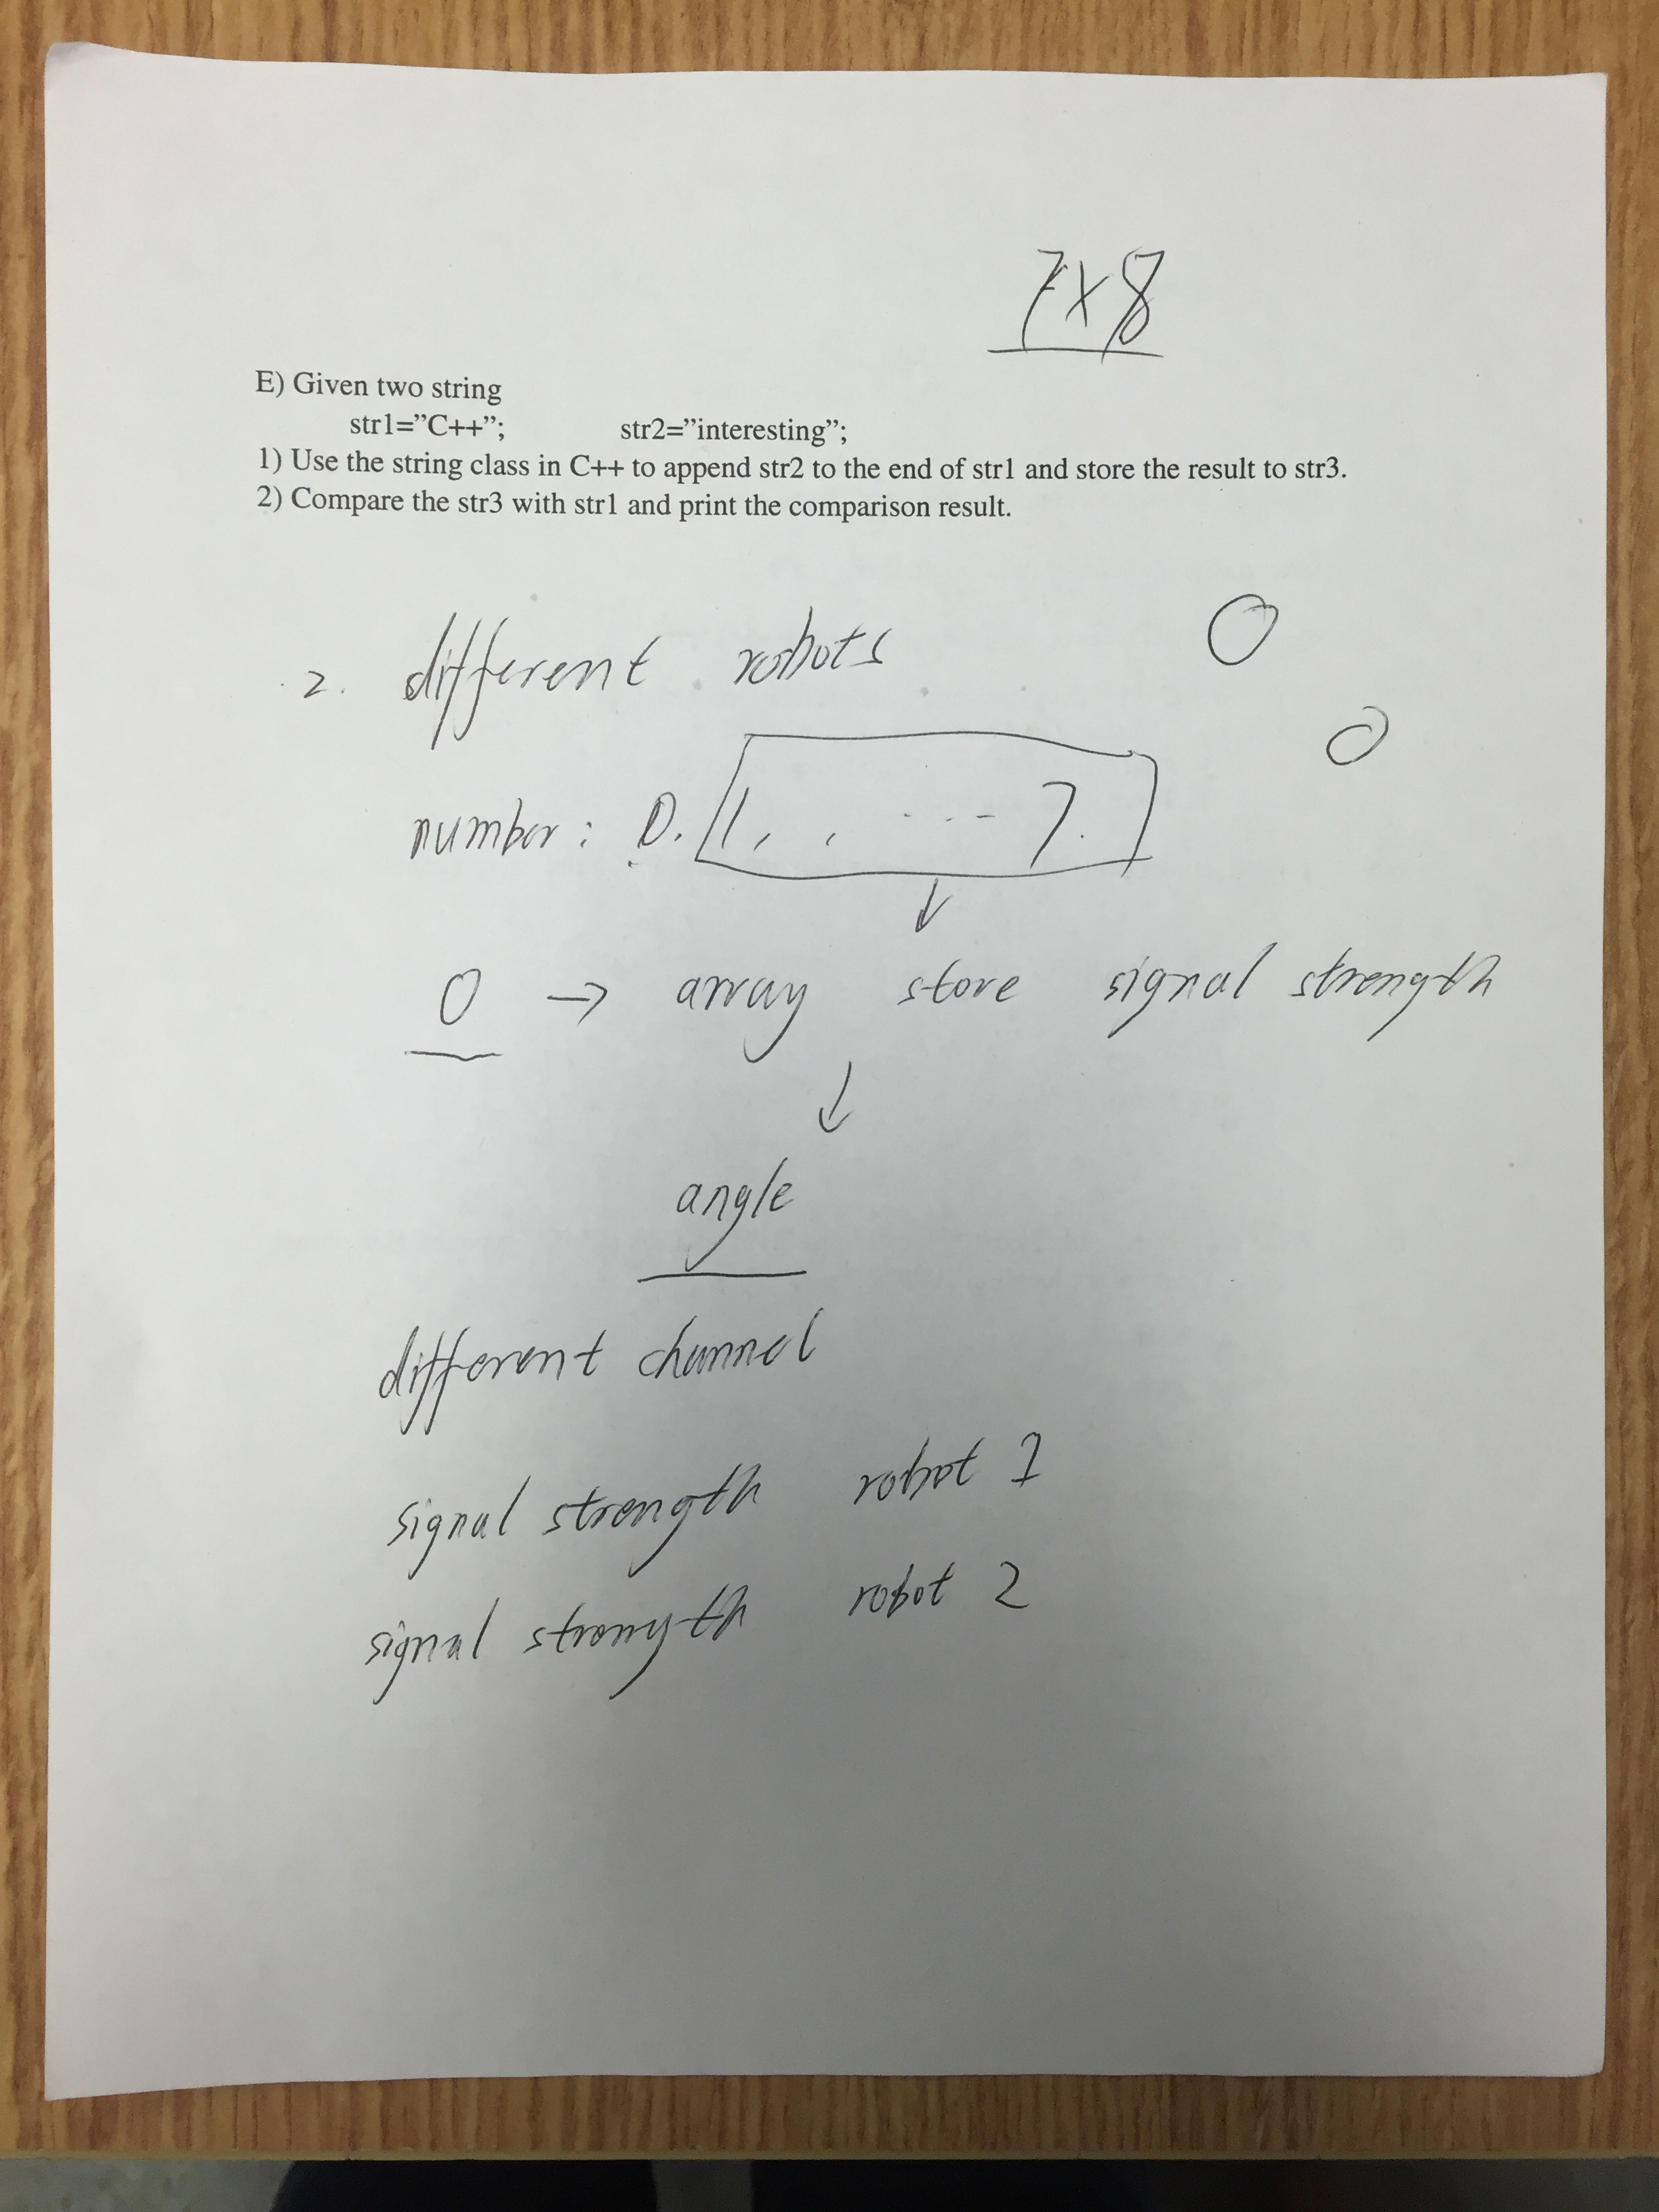 7x8
E) Given two string
str1=”C++”; str2=”interesting”;
1) Use the string class in C++ to append str2 to the end of str1 and store the result to str3.
2) Compare the str3 with str1 and print the comparison result.
2. different robots
number: 0. 1, , ... 7.
0 → array store signal strength
angle
different channel
signal strength robot 1
signal strength robot 2